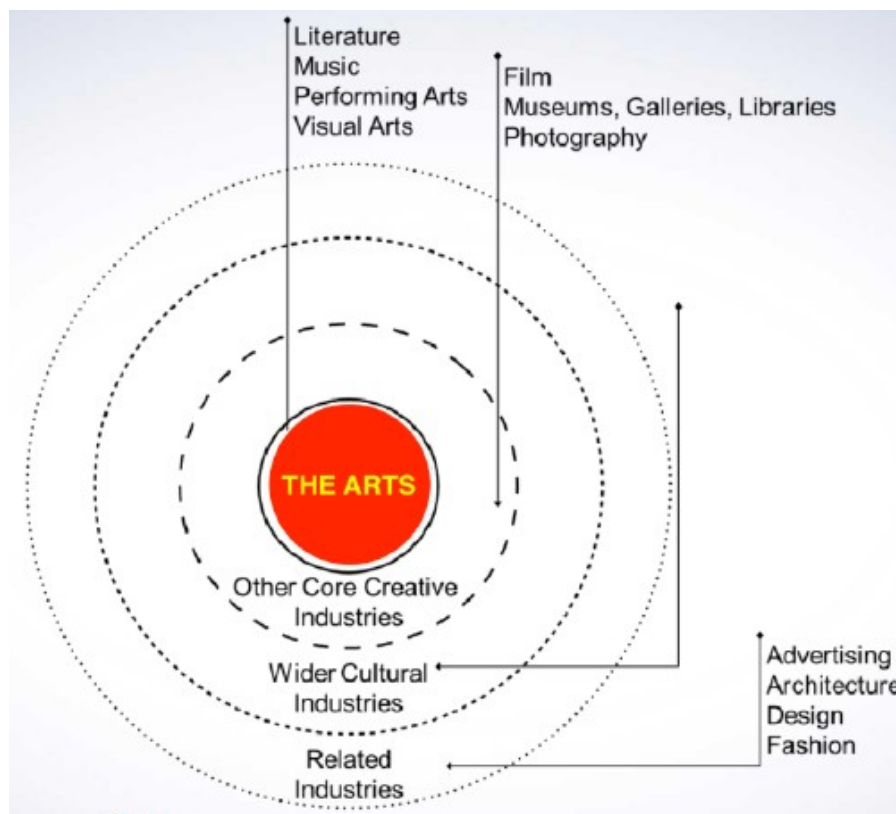 Literature
Music
Performing Arts
Visual Arts
Film
Museums, Galleries, Libraries
Photography
THE ARTS
Other Core Creative
Industries
Wider Cultural
Industries
Related
Industries
Advertising
Architecture
Design
Fashion